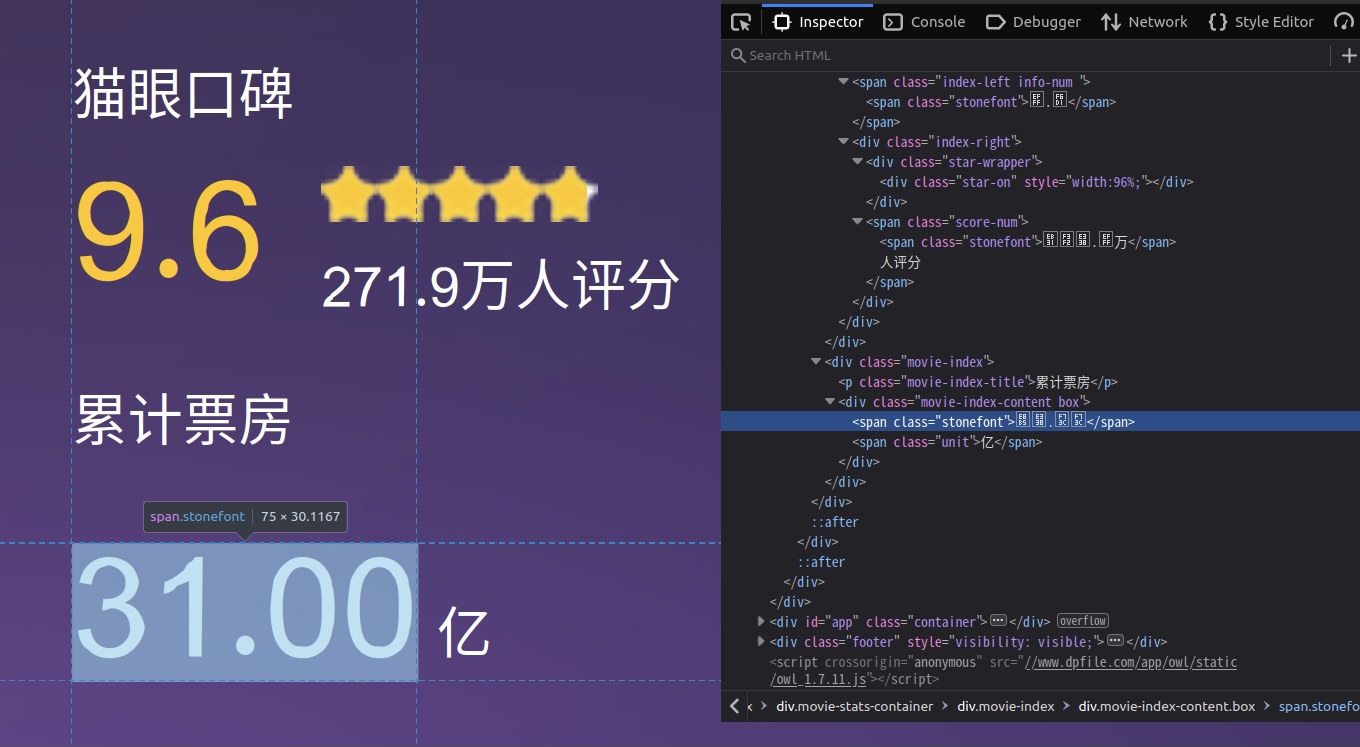 猫眼口碑
9.6
271.9万人评分
累计票房
span.stonefont 75 × 30.1167
31.00 亿
Inspector Console Debugger Network Style Editor
Search HTML
<span class="index-left info-num ">
<span class="stonefont">.</span>
</span>
<div class="index-right">
<div class="star-wrapper">
<div class="star-on" style="width:96%;"></div>
</div>
<div class="score-num">
<span class="stonefont">.万</span>
人评分
</span>
</div>
</div>
</div>
<div class="movie-index">
<p class="movie-index-title">累计票房</p>
<div class="movie-index-content box">
<span class="stonefont">.</span>
<span class="unit">亿</span>
</div>
</div>
</div>
::after
</div>
::after
</div>
</div>
<div id="app" class="container"></div> overflow
<div class="footer" style="visibility: visible;"></div>
<script crossorigin="anonymous" src="//www.dpfile.com/app/owl/static
/owl_1.7.11.js"></script>
x div.movie-stats-container div.movie-index div.movie-index-content.box span.stonefo